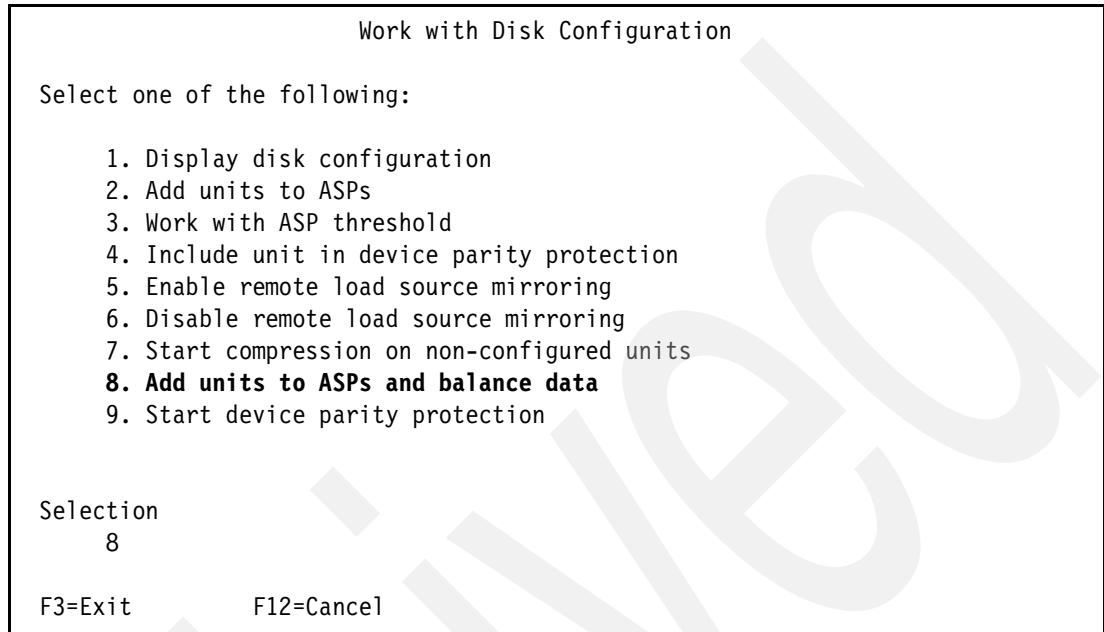 Work with Disk Configuration
Select one of the following:
1. Display disk configuration
2. Add units to ASPs
3. Work with ASP threshold
4. Include unit in device parity protection
5. Enable remote load source mirroring
6. Disable remote load source mirroring
7. Start compression on non-configured units
8. Add units to ASPs and balance data
9. Start device parity protection
Selection
8
F3=Exit F12=Cancel